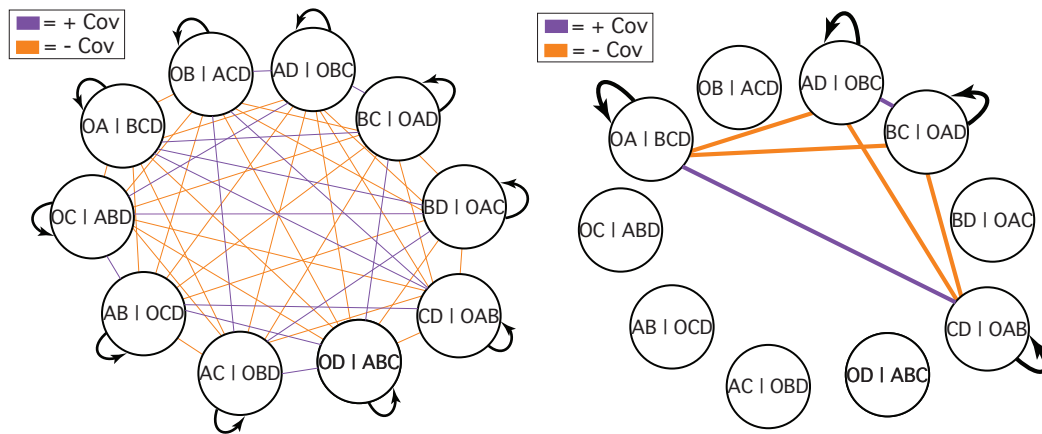 = + Cov
= - Cov
OB | ACD
AD | OBC
OA | BCD
BC | OAD
OC | ABD
BD | OAC
AB | OCD
CD | OAB
AC | OBD
OD | ABC
= + Cov
= - Cov
OB | ACD
AD | OBC
OA | BCD
BC | OAD
OC | ABD
BD | OAC
AB | OCD
CD | OAB
AC | OBD
OD | ABC